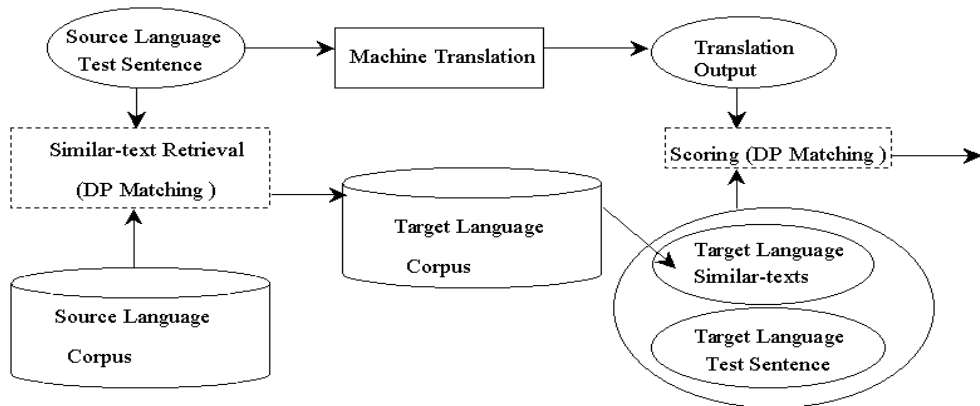 Source Language
Test Sentence
Machine Translation
Translation
Output
Similar-text Retrieval
(DP Matching )
Scoring (DP Matching )
Target Language
Corpus
Target Language
Similar-texts
Source Language
Corpus
Target Language
Test Sentence